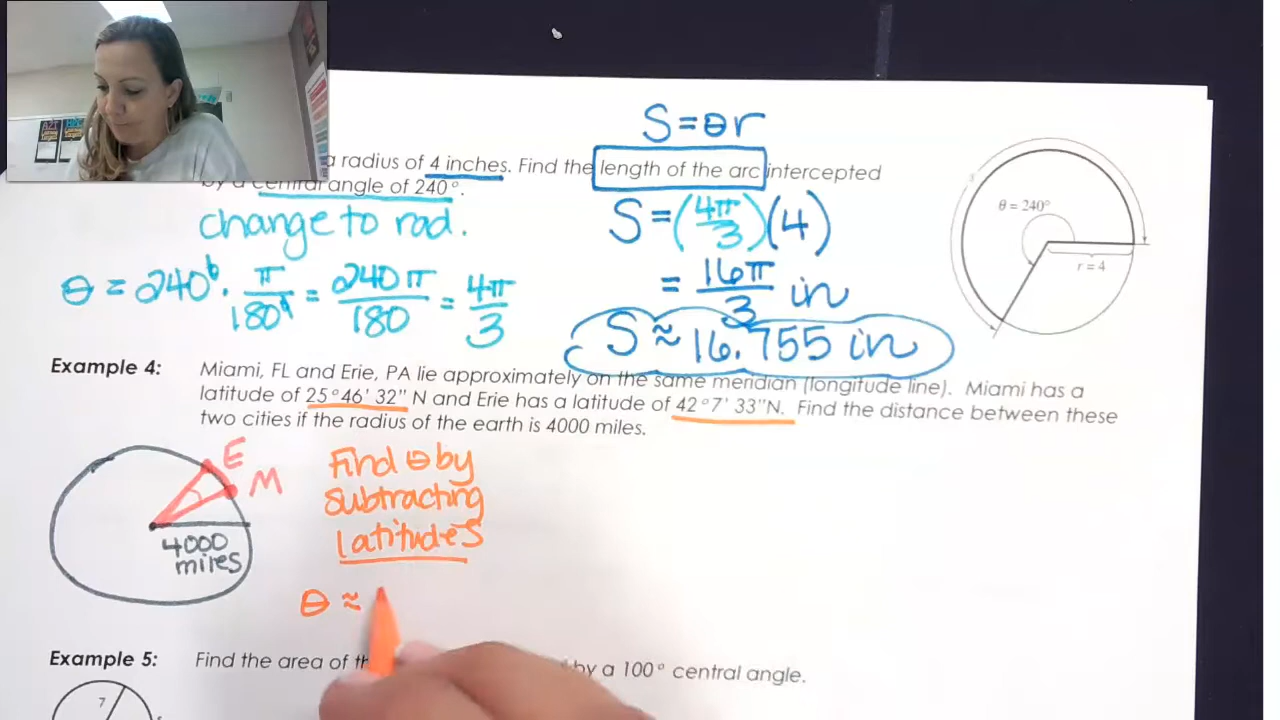 S = θr
a radius of 4 inches. Find the length of the arc intercepted
by a central angle of 240°.
change to rad.
S = (4π/3)(4)
θ = 240° · π/180° = 240π/180 = 4π/3
= 16π/3 in
S ≈ 16.755 in
θ = 240°
r = 4
Example 4: Miami, FL and Erie, PA lie approximately on the same meridian (longitude line). Miami has a
latitude of 25°46' 32" N and Erie has a latitude of 42°7' 33"N. Find the distance between these
two cities if the radius of the earth is 4000 miles.
E
M
4000
miles
Find θ by
subtracting
latitudes
θ ≈
Example 5: Find the area of th by a 100° central angle.
7